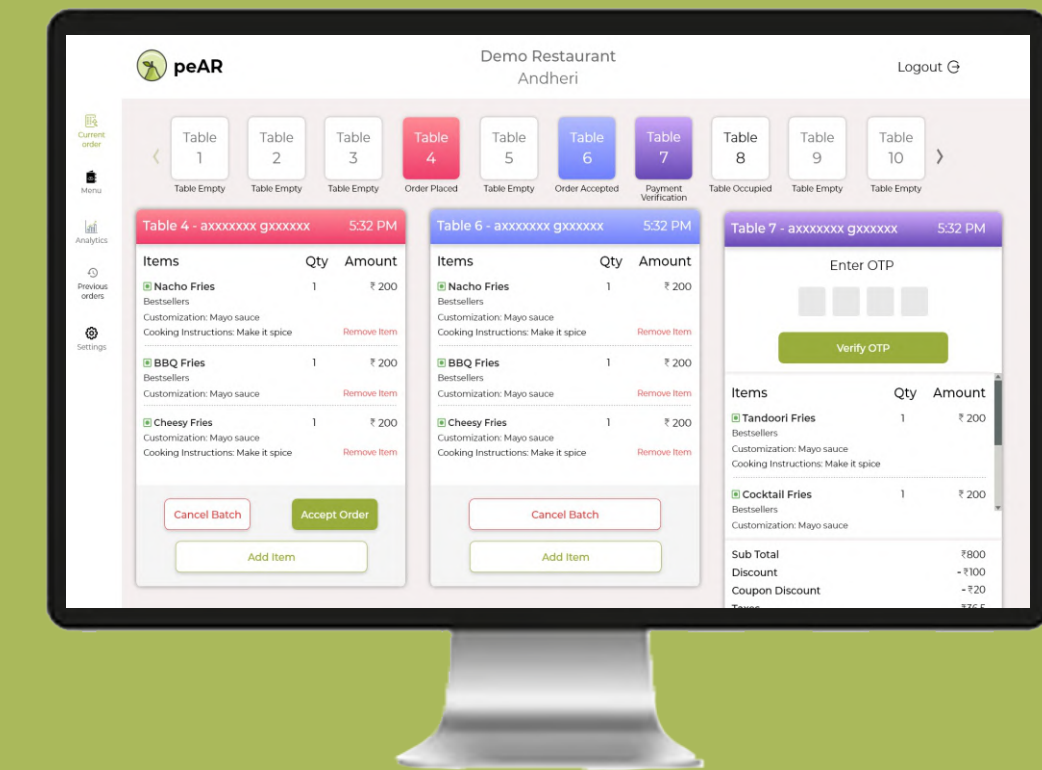 peAR
Demo Restaurant
Andheri
Logout
Current
order
Menu
Analytics
Previous
orders
Settings
Table
1
Table Empty
Table
2
Table Empty
Table
3
Table Empty
Table
4
Order Placed
Table
5
Table Empty
Table
6
Order Accepted
Table
7
Payment
Verification
Table
8
Table Occupied
Table
9
Table Empty
Table
10
Table Empty
Table 4 - axxxxxxx gxxxxxx 5:32 PM
Items Qty Amount
Nacho Fries 1 ₹ 200
Bestsellers
Customization: Mayo sauce
Cooking Instructions: Make it spice Remove Item
BBQ Fries 1 ₹ 200
Bestsellers
Customization: Mayo sauce Remove Item
Cheesy Fries 1 ₹ 200
Customization: Mayo sauce
Cooking Instructions: Make it spice Remove Item
Cancel Batch Accept Order
Add Item
Table 6 - axxxxxxx gxxxxxx 5:32 PM
Items Qty Amount
Nacho Fries 1 ₹ 200
Bestsellers
Customization: Mayo sauce
Cooking Instructions: Make it spice Remove Item
BBQ Fries 1 ₹ 200
Bestsellers
Customization: Mayo sauce Remove Item
Cheesy Fries 1 ₹ 200
Customization: Mayo sauce
Cooking Instructions: Make it spice Remove Item
Cancel Batch
Add Item
Table 7 - axxxxxxx gxxxxxx 5:32 PM
Enter OTP
Verify OTP
Items Qty Amount
Tandoori Fries 1 ₹ 200
Bestsellers
Customization: Mayo sauce
Cooking Instructions: Make it spice
Cocktail Fries 1 ₹ 200
Bestsellers
Customization: Mayo sauce
Sub Total ₹800
Discount - ₹100
Coupon Discount - ₹20